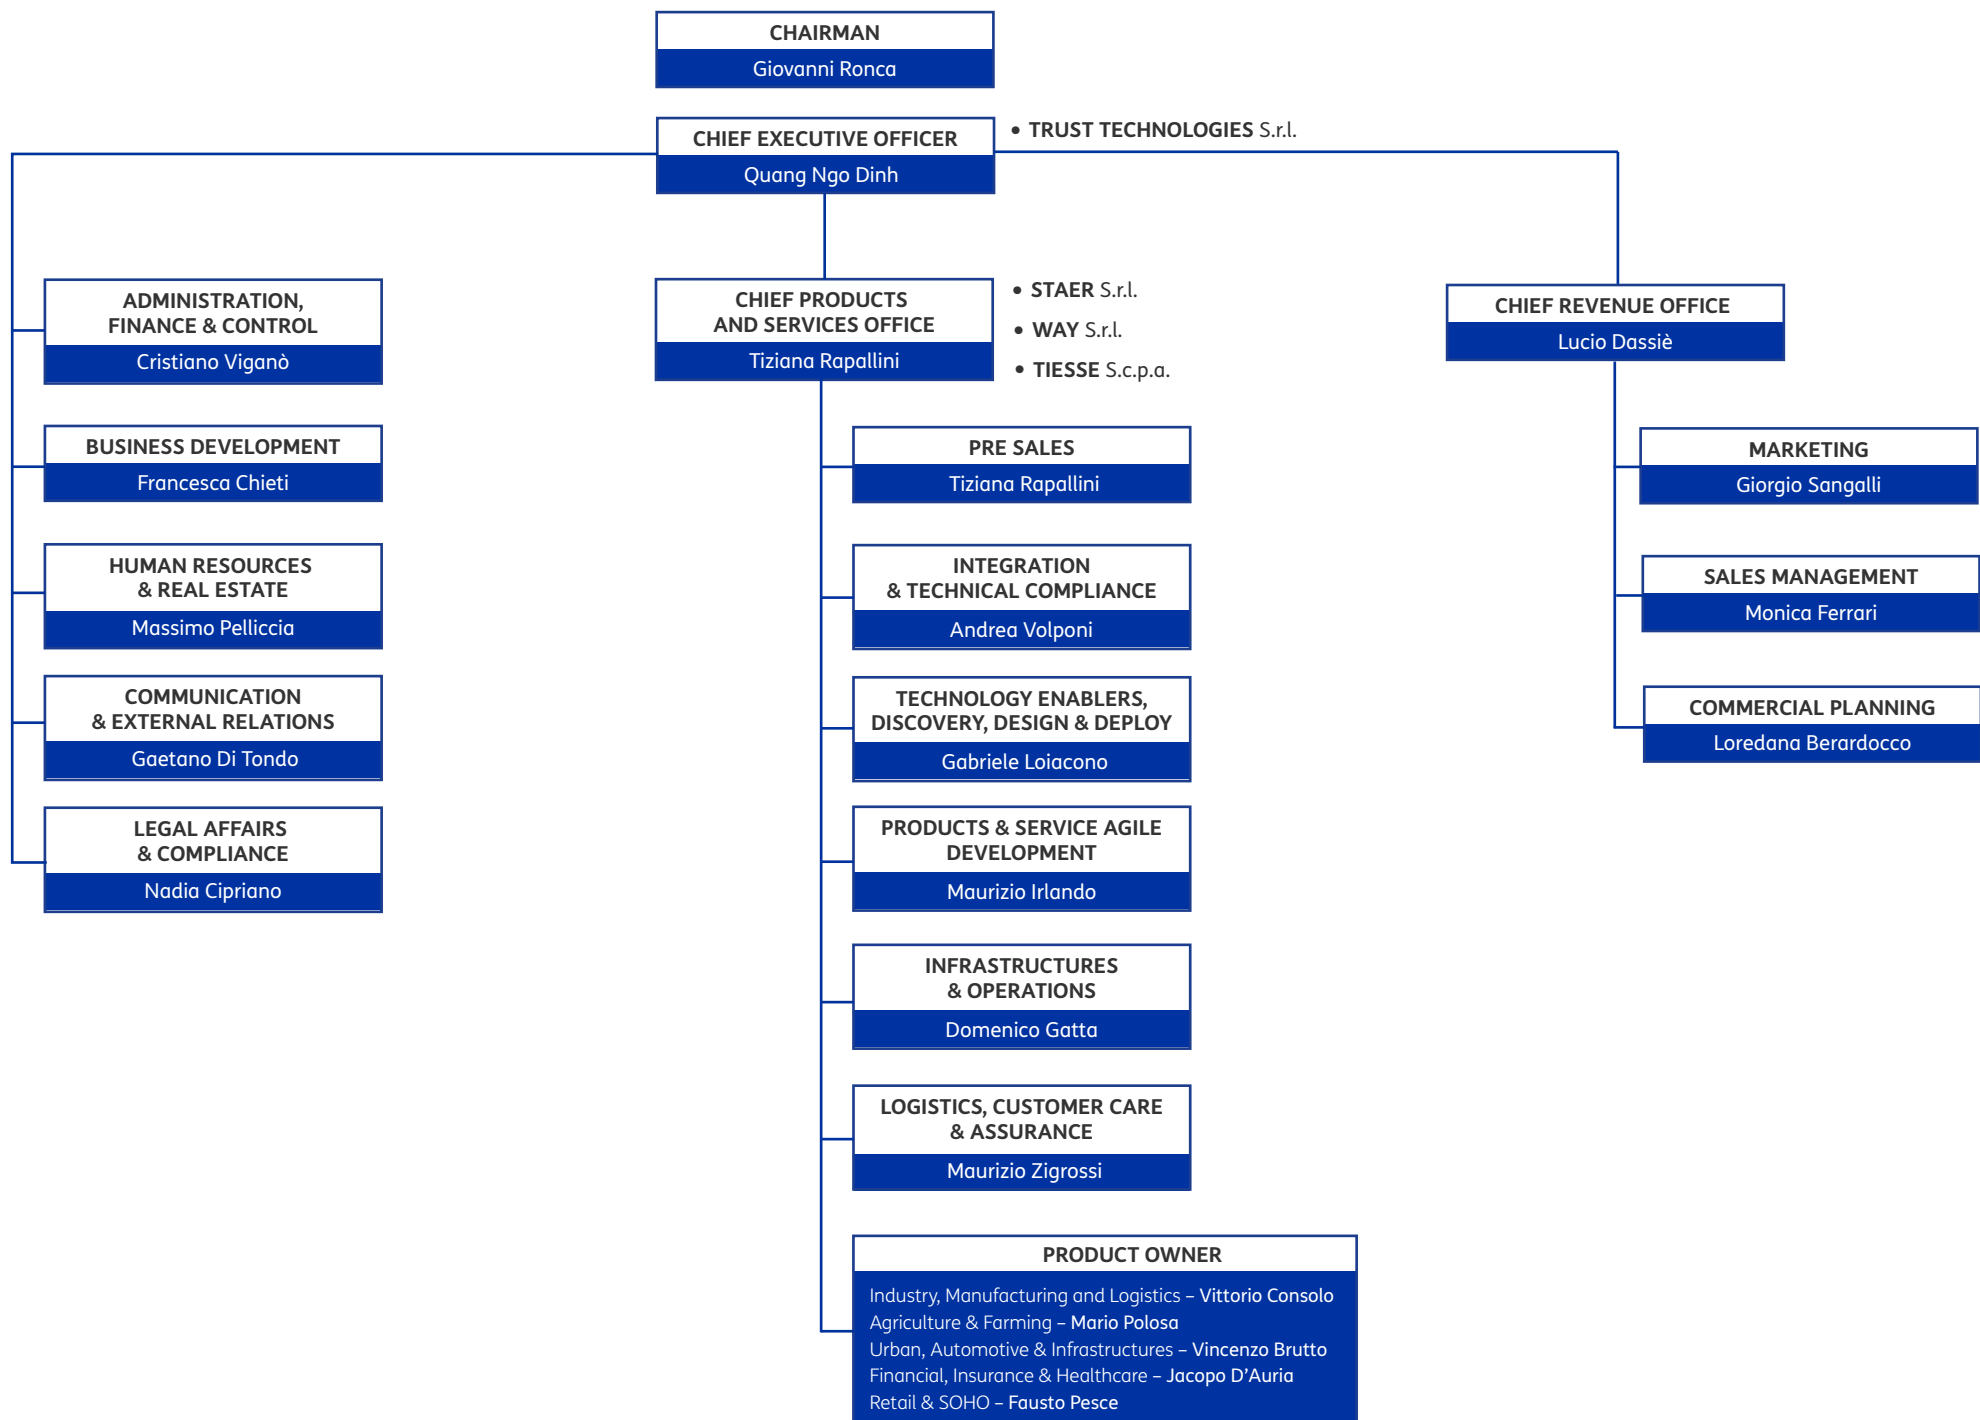 CHAIRMAN
Giovanni Ronca
CHIEF EXECUTIVE OFFICER
Quang Ngo Dinh
• TRUST TECHNOLOGIES S.r.l.
ADMINISTRATION,
FINANCE & CONTROL
Cristiano Viganò
BUSINESS DEVELOPMENT
Francesca Chieti
HUMAN RESOURCES
& REAL ESTATE
Massimo Pelliccia
COMMUNICATION
& EXTERNAL RELATIONS
Gaetano Di Tondo
LEGAL AFFAIRS
& COMPLIANCE
Nadia Cipriano
CHIEF PRODUCTS
AND SERVICES OFFICE
Tiziana Rapallini
• STAER S.r.l.
• WAY S.r.l.
• TIESSE S.c.p.a.
PRE SALES
Tiziana Rapallini
INTEGRATION
& TECHNICAL COMPLIANCE
Andrea Volponi
TECHNOLOGY ENABLERS,
DISCOVERY, DESIGN & DEPLOY
Gabriele Loiacono
PRODUCTS & SERVICE AGILE
DEVELOPMENT
Maurizio Irlando
INFRASTRUCTURES
& OPERATIONS
Domenico Gatta
LOGISTICS, CUSTOMER CARE
& ASSURANCE
Maurizio Zigrossi
PRODUCT OWNER
Industry, Manufacturing and Logistics – Vittorio Consolo
Agriculture & Farming – Mario Polosa
Urban, Automotive & Infrastructures – Vincenzo Brutto
Financial, Insurance & Healthcare – Jacopo D’Auria
Retail & SOHO – Fausto Pesce
CHIEF REVENUE OFFICE
Lucio Dassiè
MARKETING
Giorgio Sangalli
SALES MANAGEMENT
Monica Ferrari
COMMERCIAL PLANNING
Loredana Berardocco